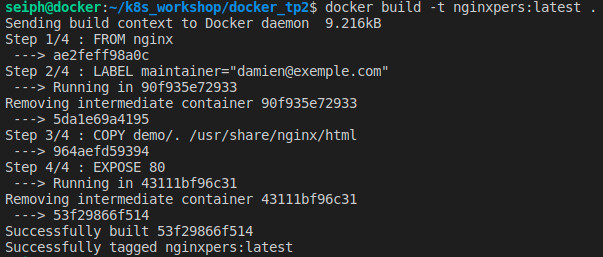 seiph@docker:~/k8s_workshop/docker_tp2$ docker build -t nginxpers:latest .
Sending build context to Docker daemon  9.216kB
Step 1/4 : FROM nginx
 ---> ae2feff98a0c
Step 2/4 : LABEL maintainer="damien@exemple.com"
 ---> Running in 90f935e72933
Removing intermediate container 90f935e72933
 ---> 5da1e69a4195
Step 3/4 : COPY demo/. /usr/share/nginx/html
 ---> 964aefd59394
Step 4/4 : EXPOSE 80
 ---> Running in 43111bf96c31
Removing intermediate container 43111bf96c31
 ---> 53f29866f514
Successfully built 53f29866f514
Successfully tagged nginxpers:latest